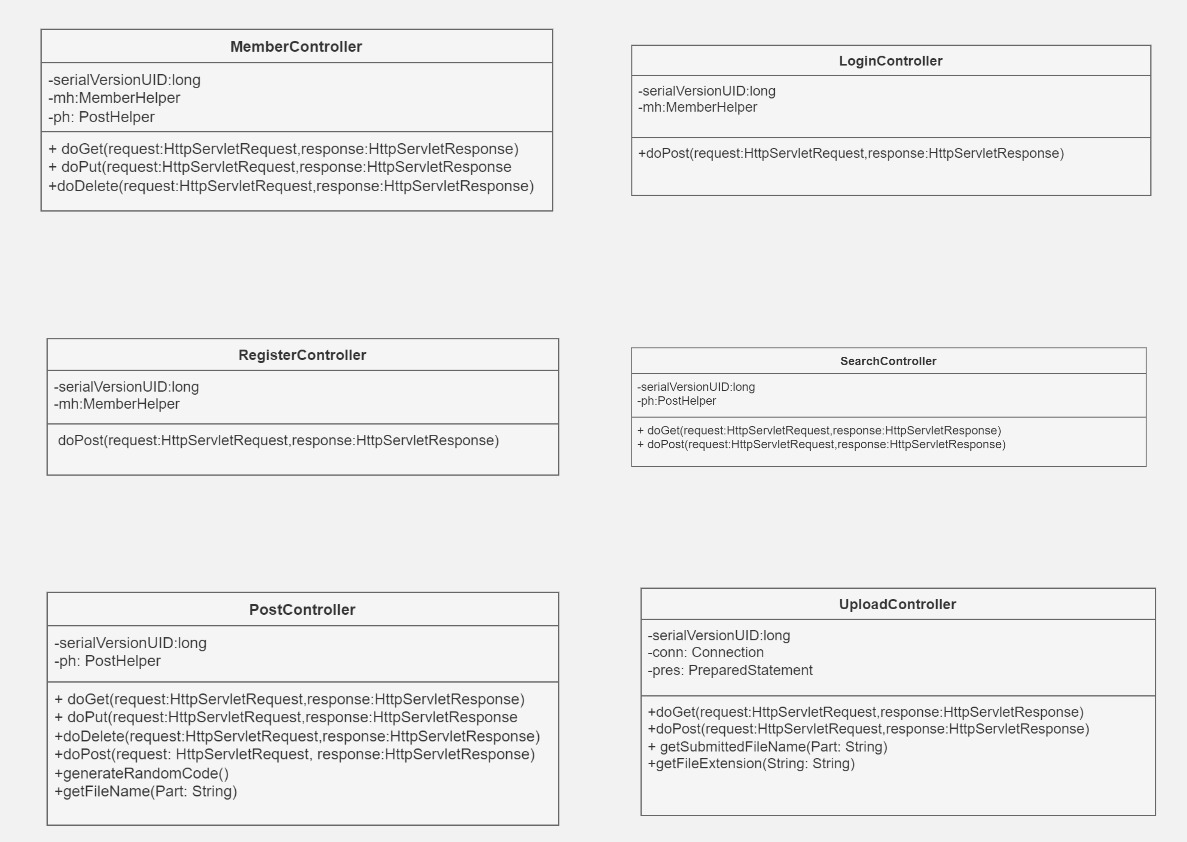 MemberController
-serialVersionUID:long
-mh:MemberHelper
-ph: PostHelper
+ doGet(request:HttpServletRequest,response:HttpServletResponse)
+ doPut(request:HttpServletRequest,response:HttpServletResponse
+doDelete(request:HttpServletRequest,response:HttpServletResponse)
LoginController
-serialVersionUID:long
-mh:MemberHelper
+doPost(request:HttpServletRequest,response:HttpServletResponse)
RegisterController
-serialVersionUID:long
-mh:MemberHelper
doPost(request:HttpServletRequest,response:HttpServletResponse)
SearchController
-serialVersionUID:long
-ph:PostHelper
+ doGet(request:HttpServletRequest,response:HttpServletResponse)
+ doPost(request:HttpServletRequest,response:HttpServletResponse)
PostController
-serialVersionUID:long
-ph: PostHelper
+ doGet(request:HttpServletRequest,response:HttpServletResponse)
+ doPut(request:HttpServletRequest,response:HttpServletResponse
+doDelete(request:HttpServletRequest,response:HttpServletResponse)
+doPost(request: HttpServletRequest, response:HttpServletResponse)
+generateRandomCode()
+getFileName(Part: String)
UploadController
-serialVersionUID:long
-conn: Connection
-pres: PreparedStatement
+doGet(request:HttpServletRequest,response:HttpServletResponse)
+doPost(request:HttpServletRequest,response:HttpServletResponse)
+ getSubmittedFileName(Part: String)
+getFileExtension(String: String)